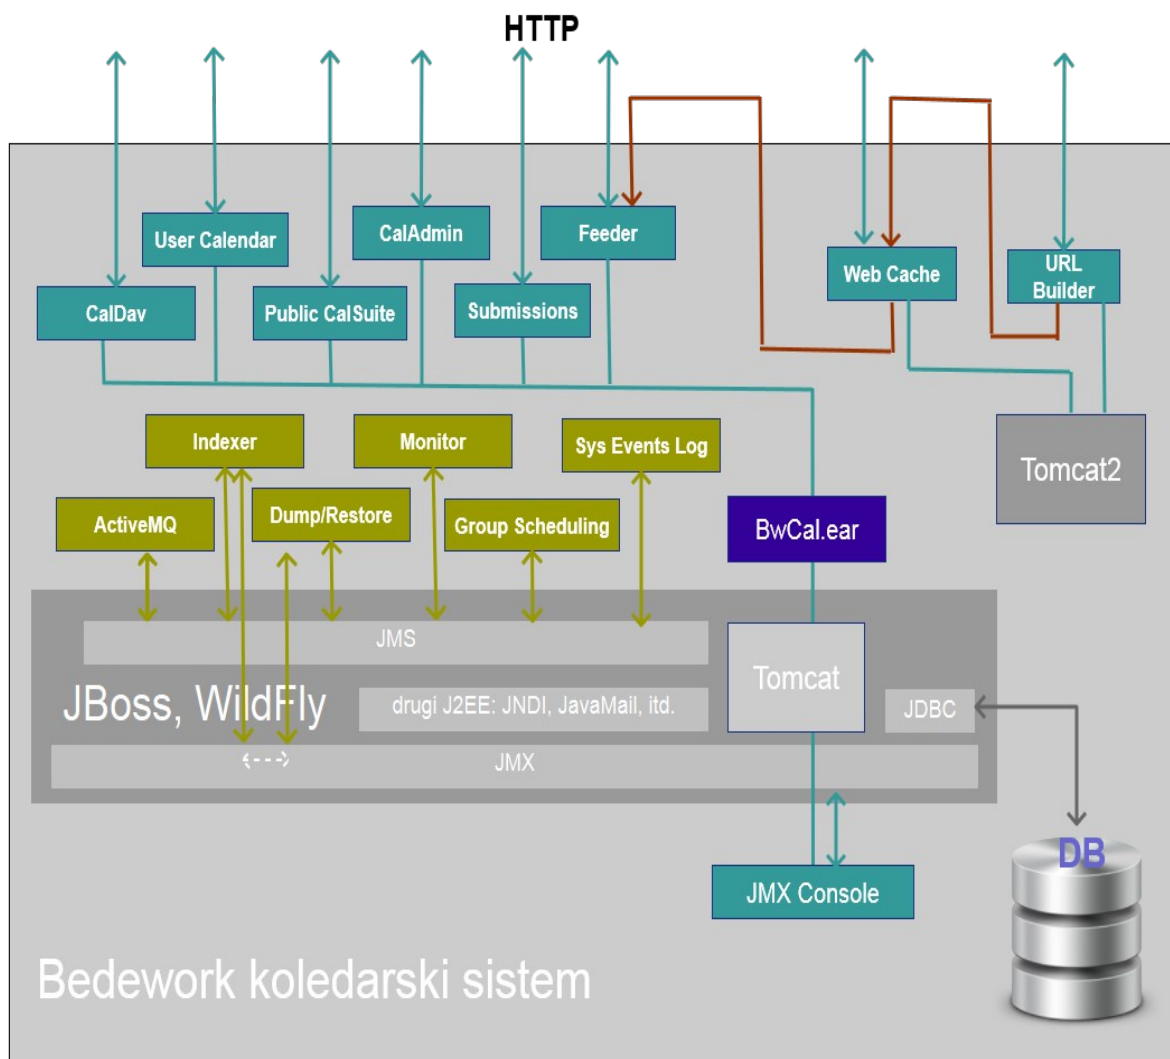 HTTP
User Calendar
CalAdmin
Feeder
Web Cache
URL
Builder
CalDav
Public CalSuite
Submissions
Indexer
Monitor
Sys Events Log
Tomcat2
ActiveMQ
Dump/Restore
Group Scheduling
BwCal.ear
JMS
Tomcat
JBoss, WildFly
drugi J2EE: JNDI, JavaMail, itd.
JDBC
JMX
DB
JMX Console
Bedework koledarski sistem